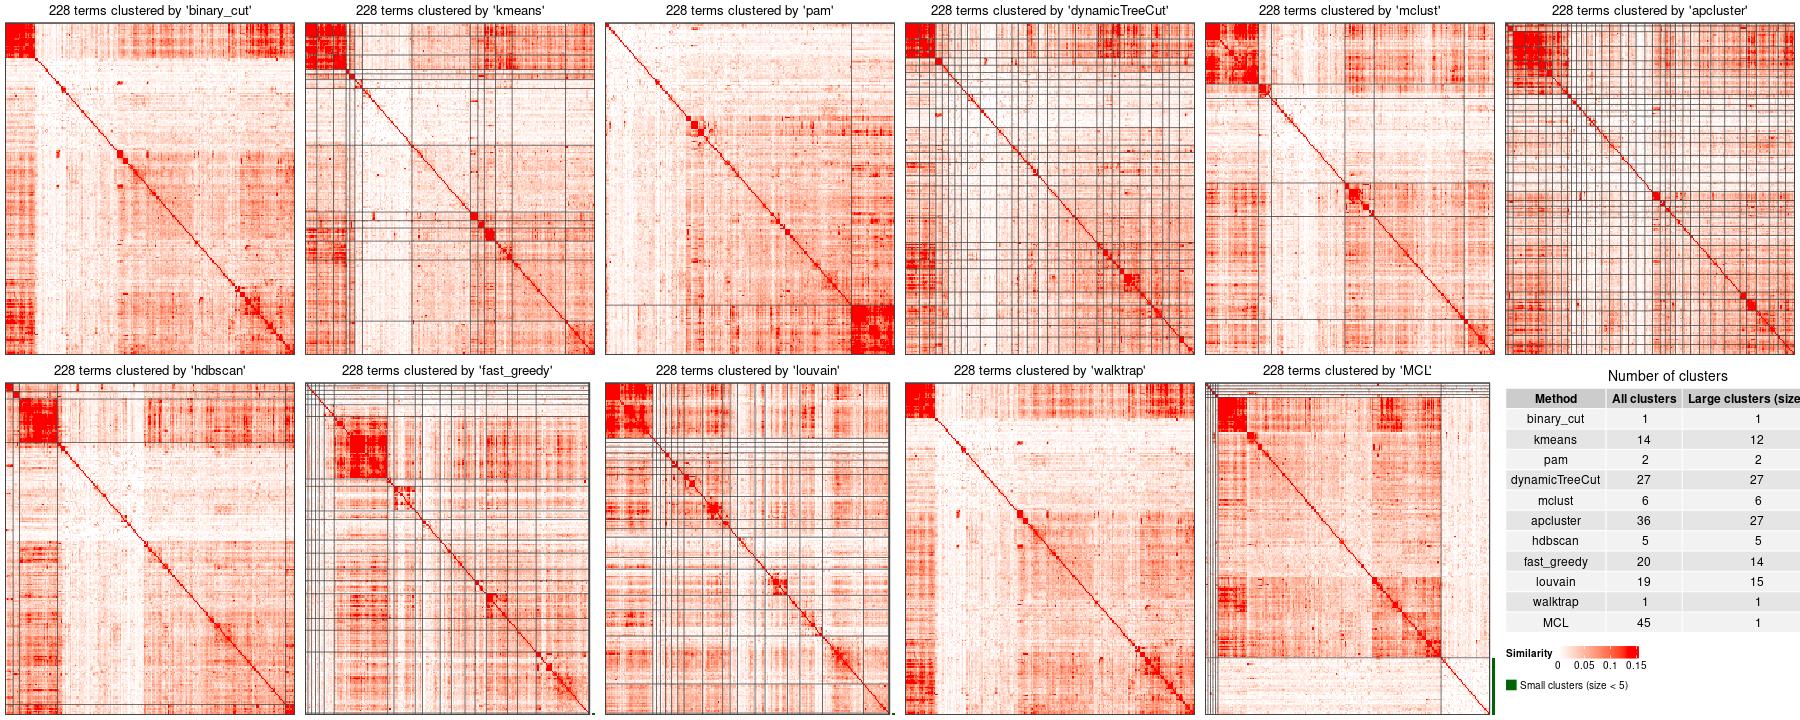 228 terms clustered by 'binary_cut'
228 terms clustered by 'kmeans'
228 terms clustered by 'pam'
228 terms clustered by 'dynamicTreeCut'
228 terms clustered by 'mclust'
228 terms clustered by 'apcluster'
228 terms clustered by 'hdbscan'
228 terms clustered by 'fast_greedy'
228 terms clustered by 'louvain'
228 terms clustered by 'walktrap'
228 terms clustered by 'MCL'
Number of clusters
Method All clusters Large clusters (size
binary_cut 1 1
kmeans 14 12
pam 2 2
dynamicTreeCut 27 27
mclust 6 6
apcluster 36 27
hdbscan 5 5
fast_greedy 20 14
louvain 19 15
walktrap 1 1
MCL 45 1
Similarity
0 0.05 0.1 0.15
Small clusters (size < 5)